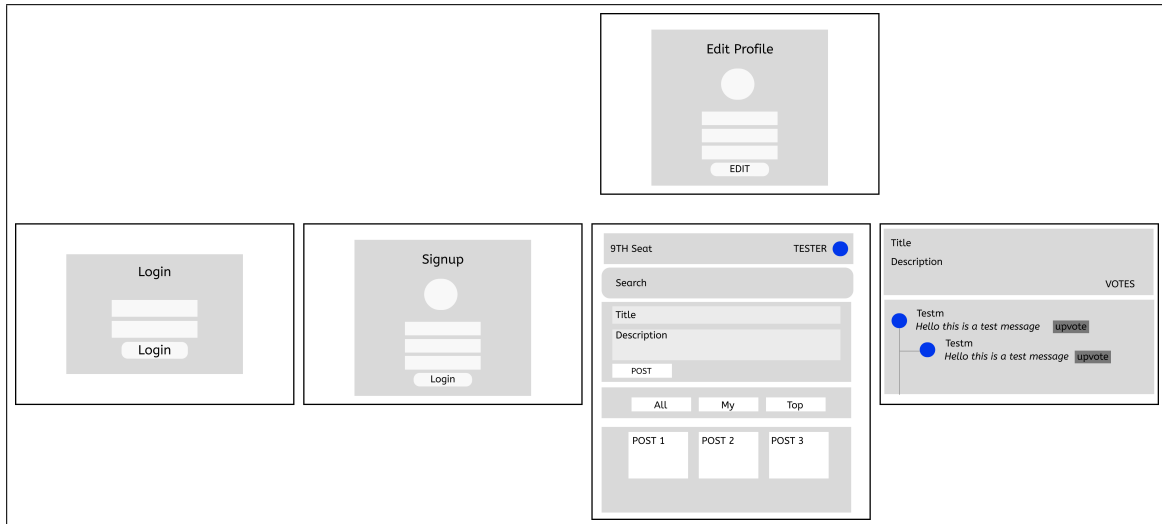 Edit Profile
EDIT
Login
Login
Signup
Login
9TH Seat TESTER
Search
Title
Description
POST
All My Top
POST 1 POST 2 POST 3
Title
Description
VOTES
Testm
Hello this is a test message upvote
Testm
Hello this is a test message upvote